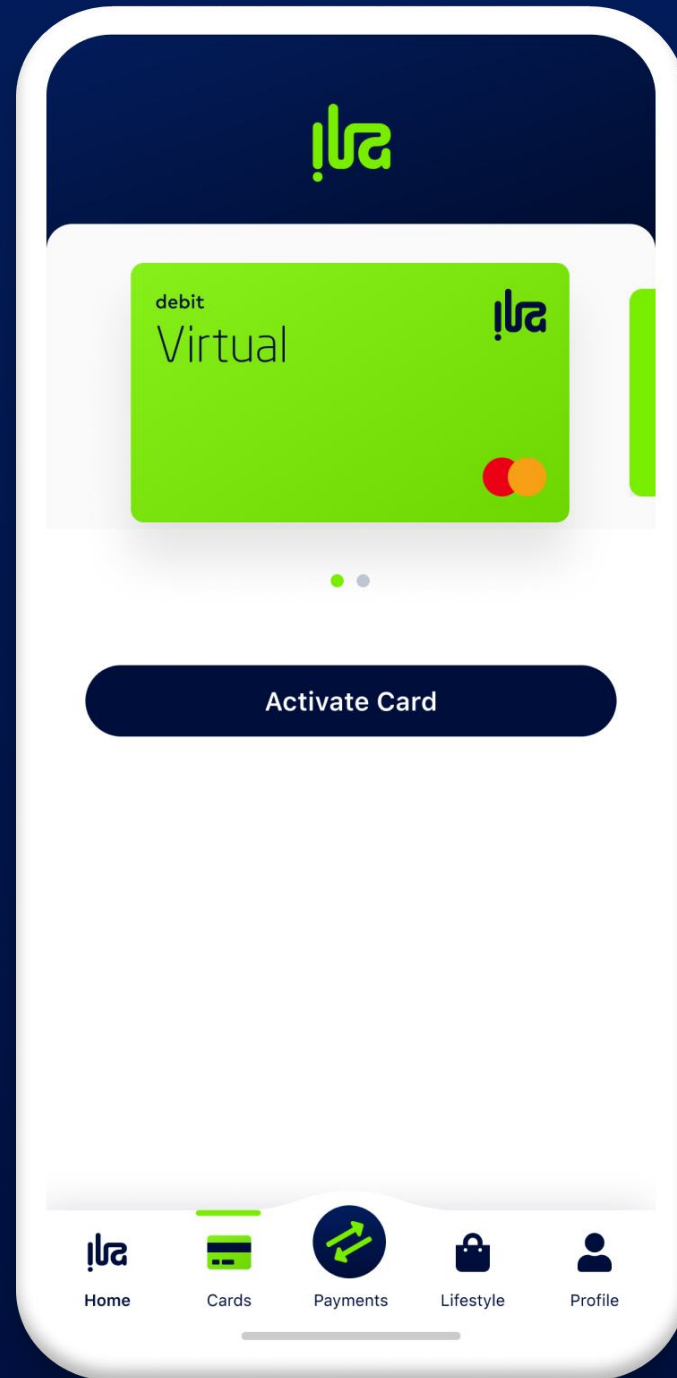 ila
debit
ila
Virtual
Activate Card
ila
Home
Cards
Payments
Lifestyle
Profile